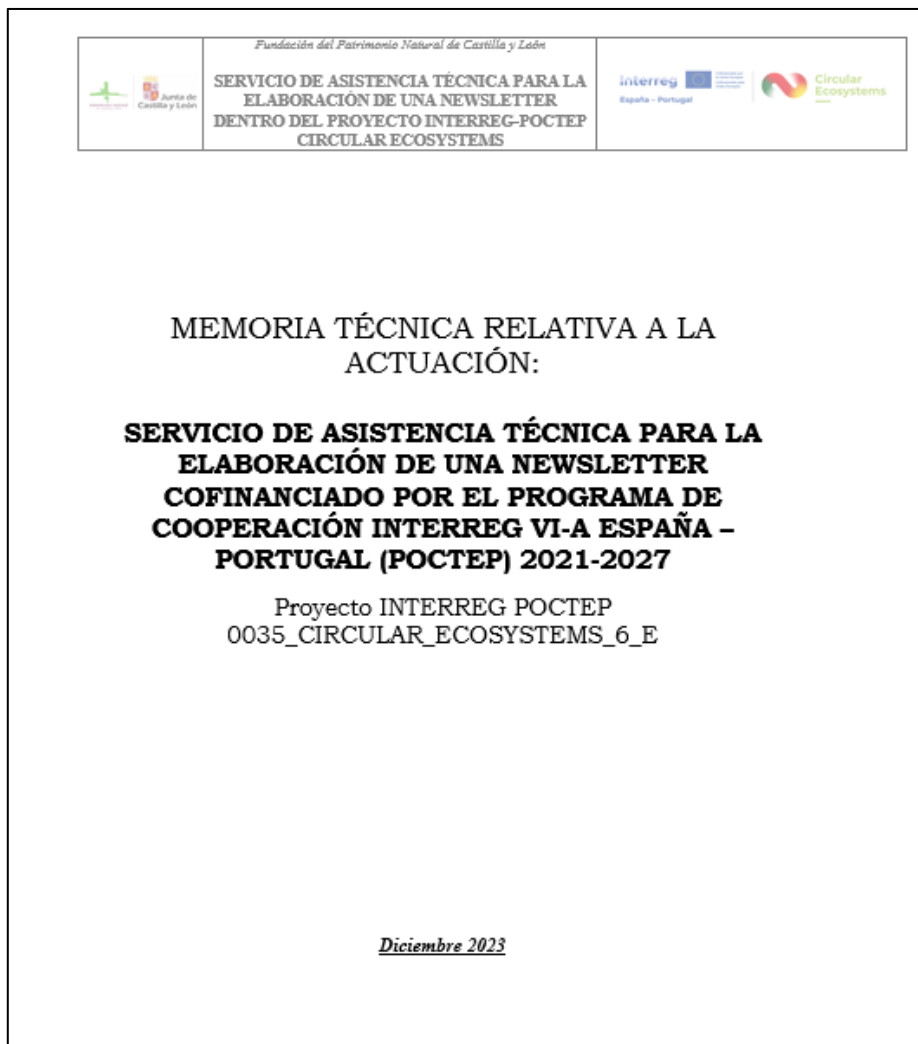 Fundación del Patrimonio Natural de Castilla y León
Junta de
Castilla y León
SERVICIO DE ASISTENCIA TÉCNICA PARA LA
ELABORACIÓN DE UNA NEWSLETTER
DENTRO DEL PROYECTO INTERREG-POCTEP
CIRCULAR ECOSYSTEMS
Interreg
España - Portugal
Circular
Ecosystems
MEMORIA TÉCNICA RELATIVA A LA
ACTUACIÓN:
SERVICIO DE ASISTENCIA TÉCNICA PARA LA
ELABORACIÓN DE UNA NEWSLETTER
COFINANCIADO POR EL PROGRAMA DE
COOPERACIÓN INTERREG VI-A ESPAÑA –
PORTUGAL (POCTEP) 2021-2027
Proyecto INTERREG POCTEP
0035_CIRCULAR_ECOSYSTEMS_6_E
Diciembre 2023